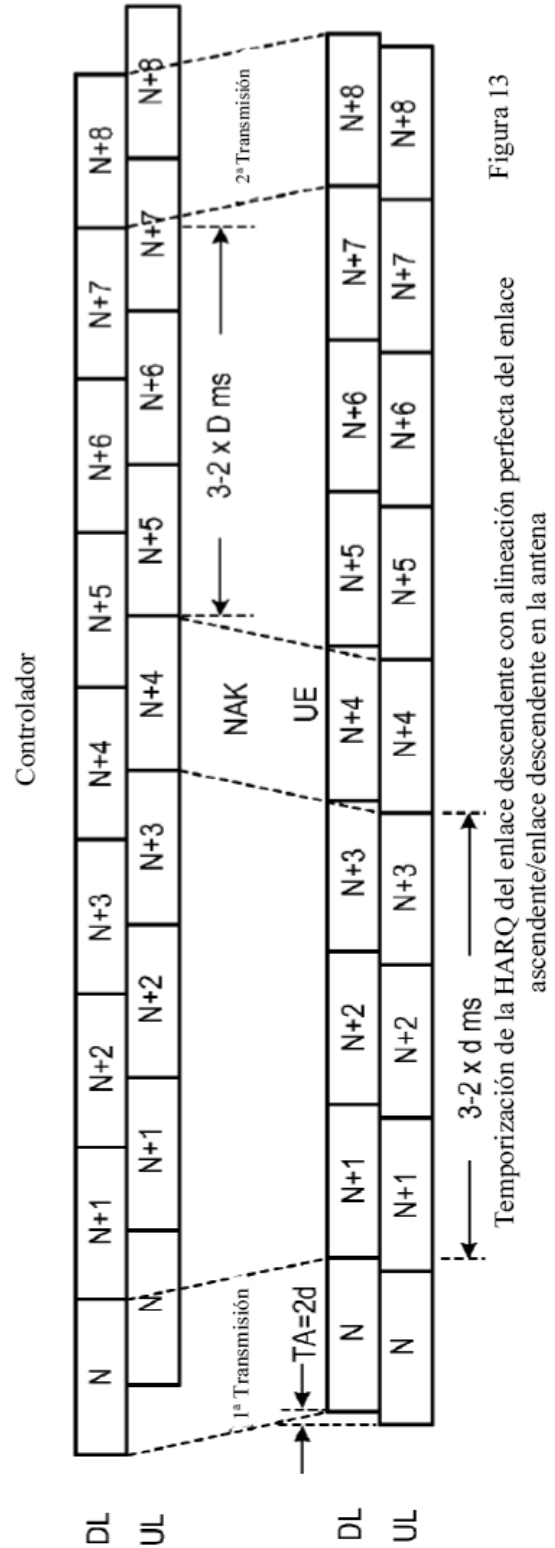 Controlador
DL N N+1 N+2 N+3 N+4 N+5 N+6 N+7 N+8
UL N N+1 N+2 N+3 N+4 N+5 N+6 N+7 N+8
1ª Transmisión
NAK
3-2 x D ms
2ª Transmisión
TA=2d
UE
DL N N+1 N+2 N+3 N+4 N+5 N+6 N+7 N+8
UL N N+1 N+2 N+3 N+4 N+5 N+6 N+7 N+8
3-2 x d ms
Temporización de la HARQ del enlace descendente con alineación perfecta del enlace
ascendente/enlace descendente en la antena
Figura 13